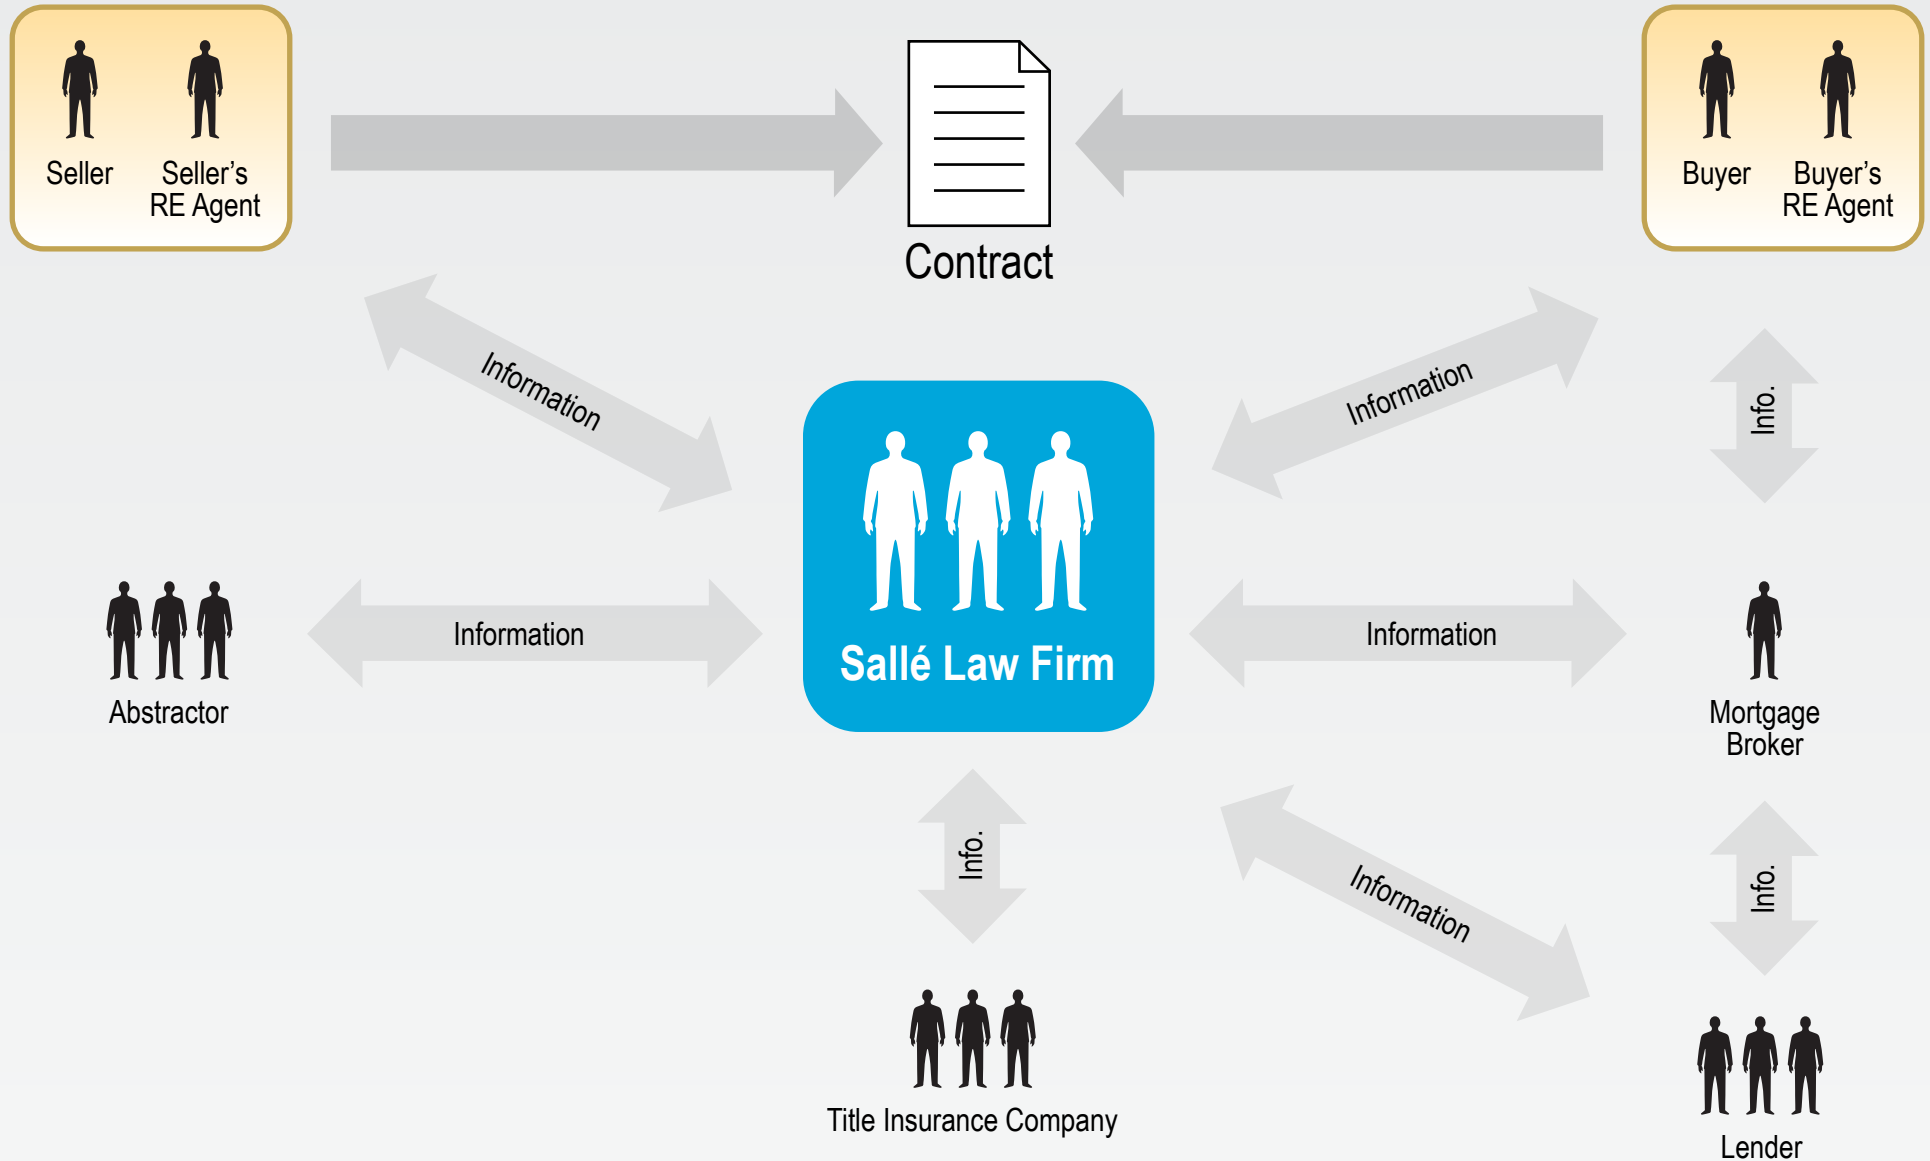 Seller
Seller's
RE Agent
Contract
Buyer
Buyer's
RE Agent
Information
Information
Info.
Sallé Law Firm
Information
Information
Abstractor
Mortgage
Broker
Info.
Information
Info.
Title Insurance Company
Lender